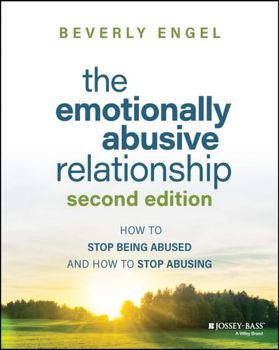 BEVERLY ENGEL
the
emotionally
abusive
relationship
second edition
HOW TO
STOP BEING ABUSED
AND HOW TO STOP ABUSING
JOSSEY-BASS™
A Wiley Brand